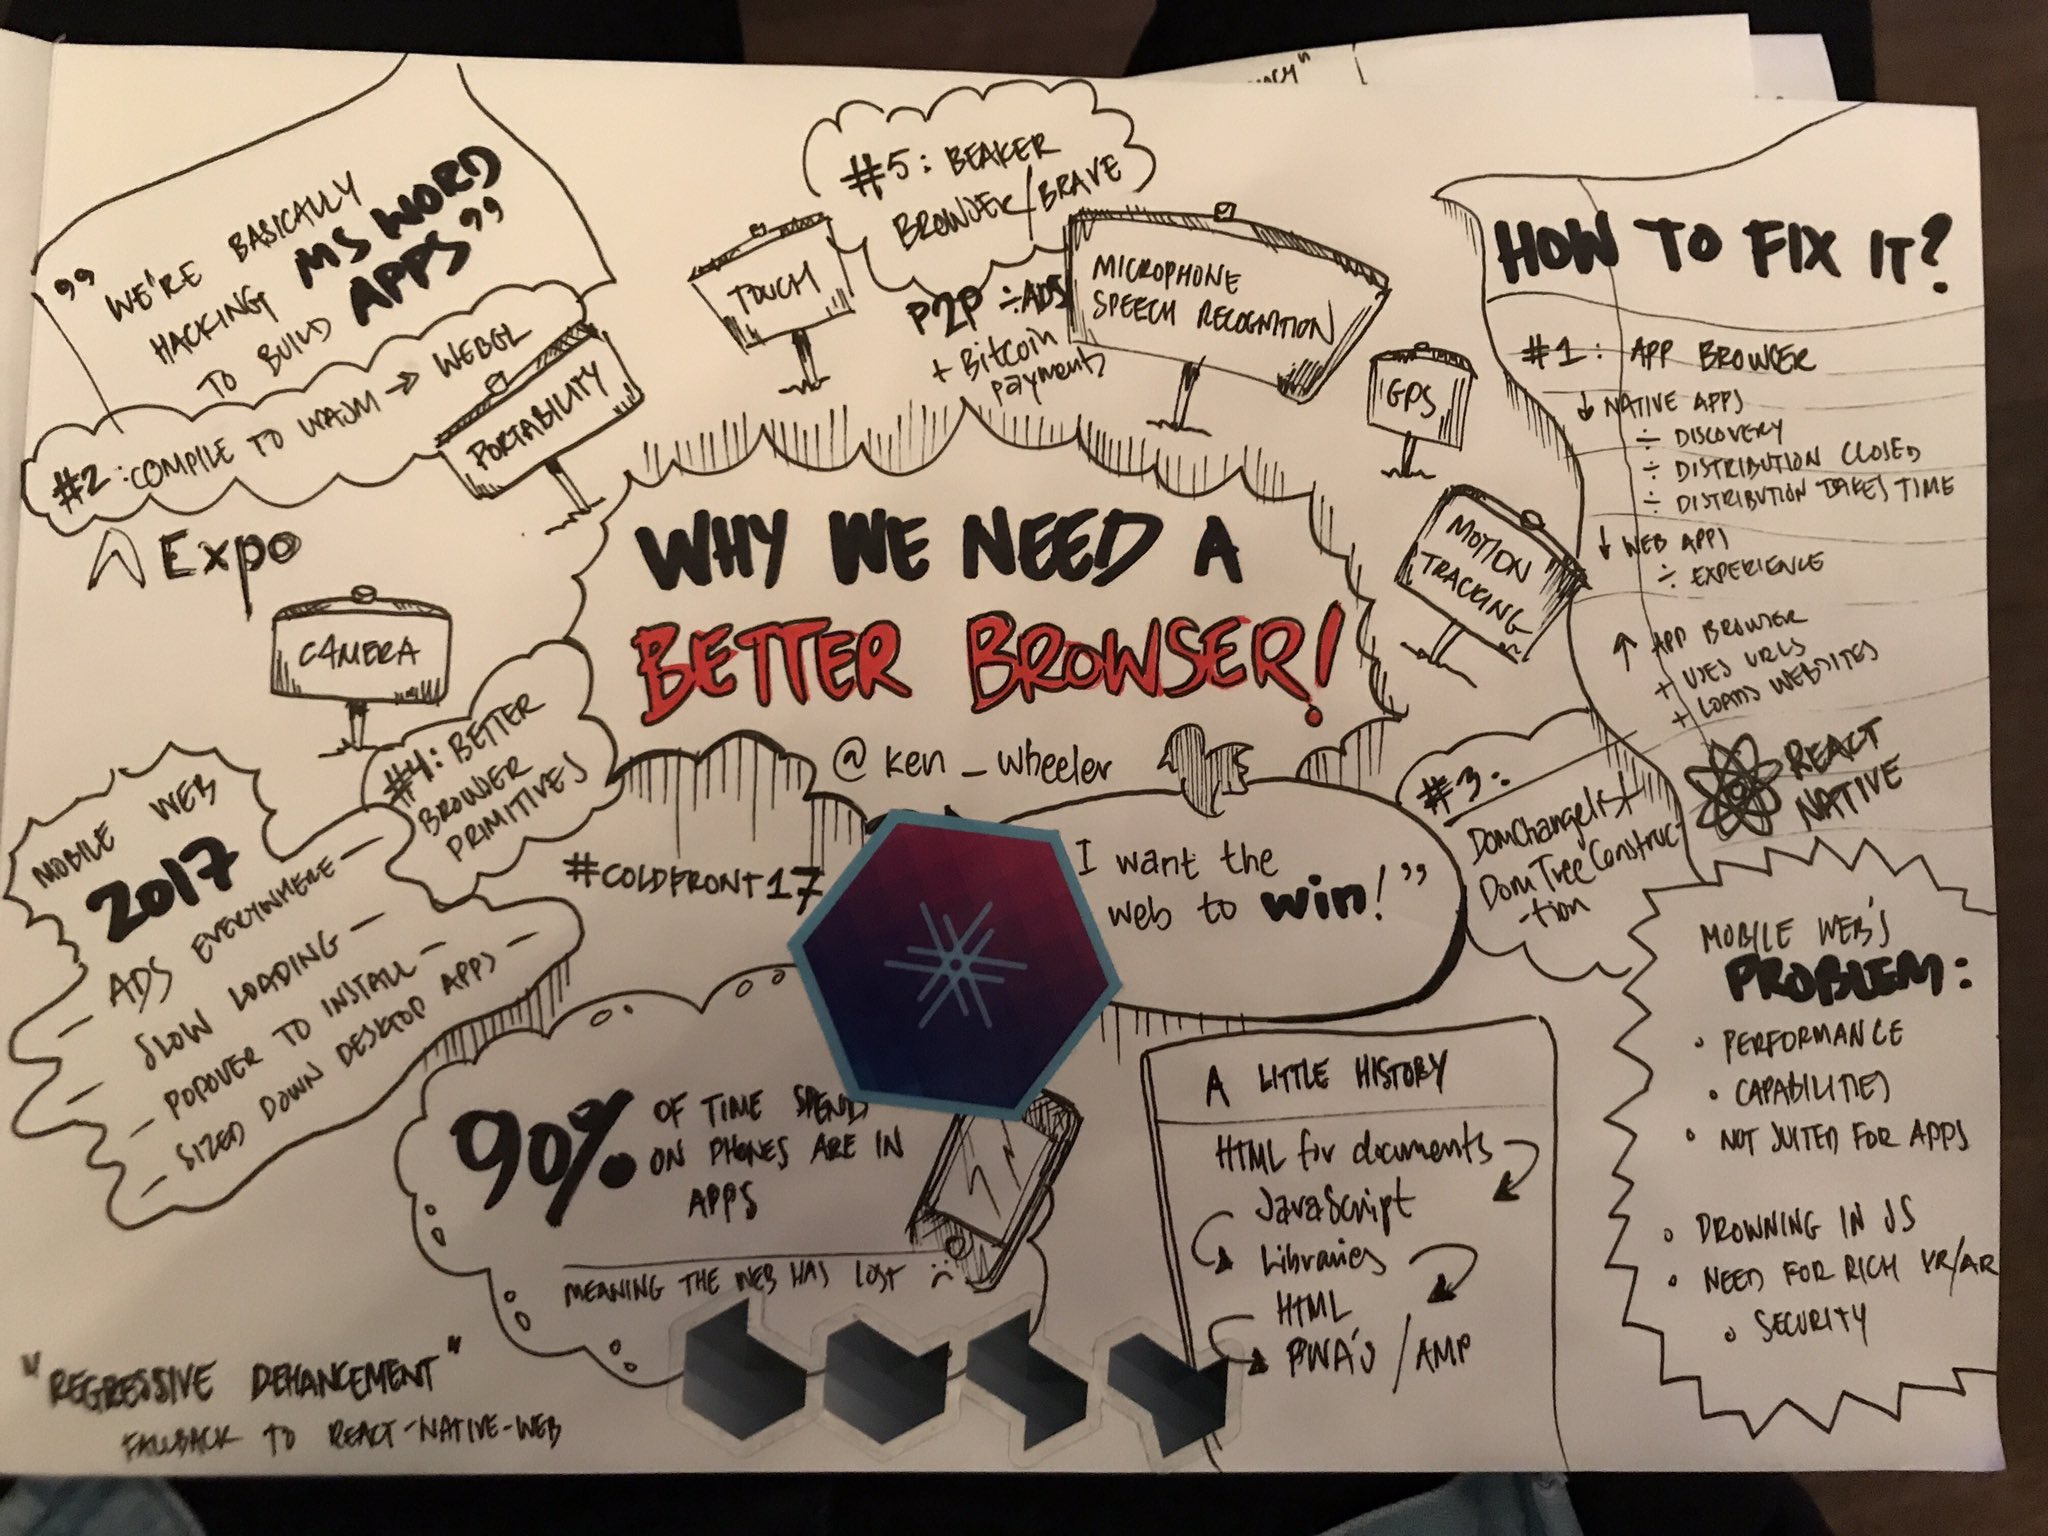 "WE'RE BASICALLY
HACKING MS WORD
TO BUILD APPS"
#2: COMPILE TO WASM → WEBGL
Expo
PORTABILITY
CAMERA
TOUCH
#5: BEAKER
BROWSER/BRAVE
P2P ÷ ADS
+ Bitcoin
payments
MICROPHONE
SPEECH RECOGNITION
GPS
MOTION
TRACKING
WHY WE NEED A
BETTER BROWSER!
@ken_wheeler
#COLDFRONT17
I want the
web to win!"
#4: BETTER
BROWSER
PRIMITIVES
MOBILE WEB
2017
- ADS EVERYWHERE -
- SLOW LOADING -
- POPOVER TO INSTALL -
- SIZED DOWN DESKTOP APPS -
90% OF TIME SPEND
ON PHONES ARE IN
APPS
MEANING THE WEB HAS LOST :(
"REGRESSIVE DEHANCEMENT"
FALLBACK TO REACT-NATIVE-WEB
A LITTLE HISTORY
HTML for documents
JavaScript
Libraries
HTML
PWA'S / AMP
HOW TO FIX IT?
#1: APP BROWSER
↓ NATIVE APPS
÷ DISCOVERY
÷ DISTRIBUTION CLOSED
÷ DISTRIBUTION TAKES TIME
↓ WEB APPS
÷ EXPERIENCE
↑ APP BROWSER
+ USES URLS
+ LOADS WEBSITES
REACT
NATIVE
#3:
DomChangelist
DomTreeConstruc-
-tion
MOBILE WEB'S
PROBLEM:
• PERFORMANCE
• CAPABILITIES
• NOT SUITED FOR APPS
• DROWNING IN JS
• NEED FOR RICH VR/AR
• SECURITY